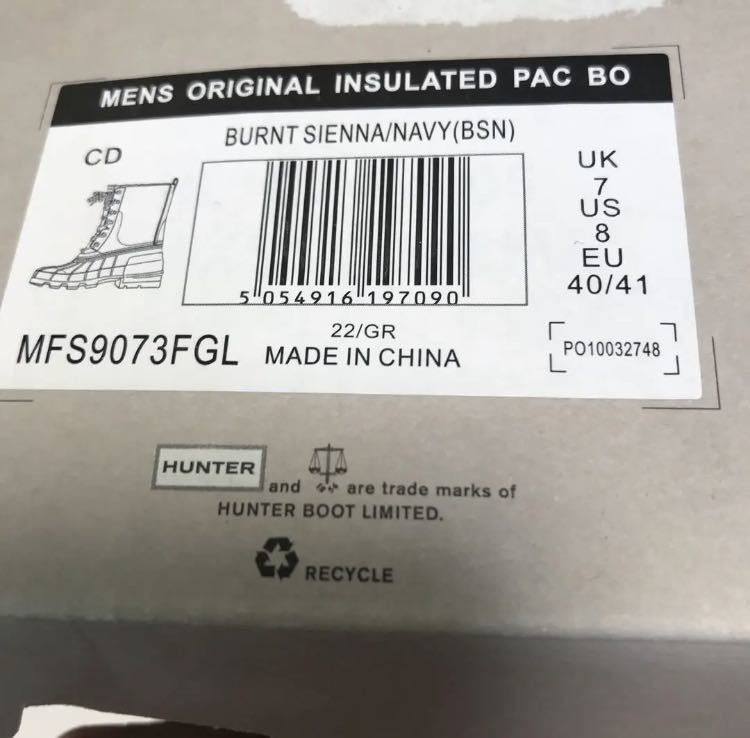 MENS ORIGINAL INSULATED PAC BO
BURNT SIENNA/NAVY(BSN)
CD
UK
7
US
8
EU
40/41
5 054916 197090
22/GR
MFS9073FGL MADE IN CHINA
PO10032748
HUNTER and are trade marks of
HUNTER BOOT LIMITED.
RECYCLE